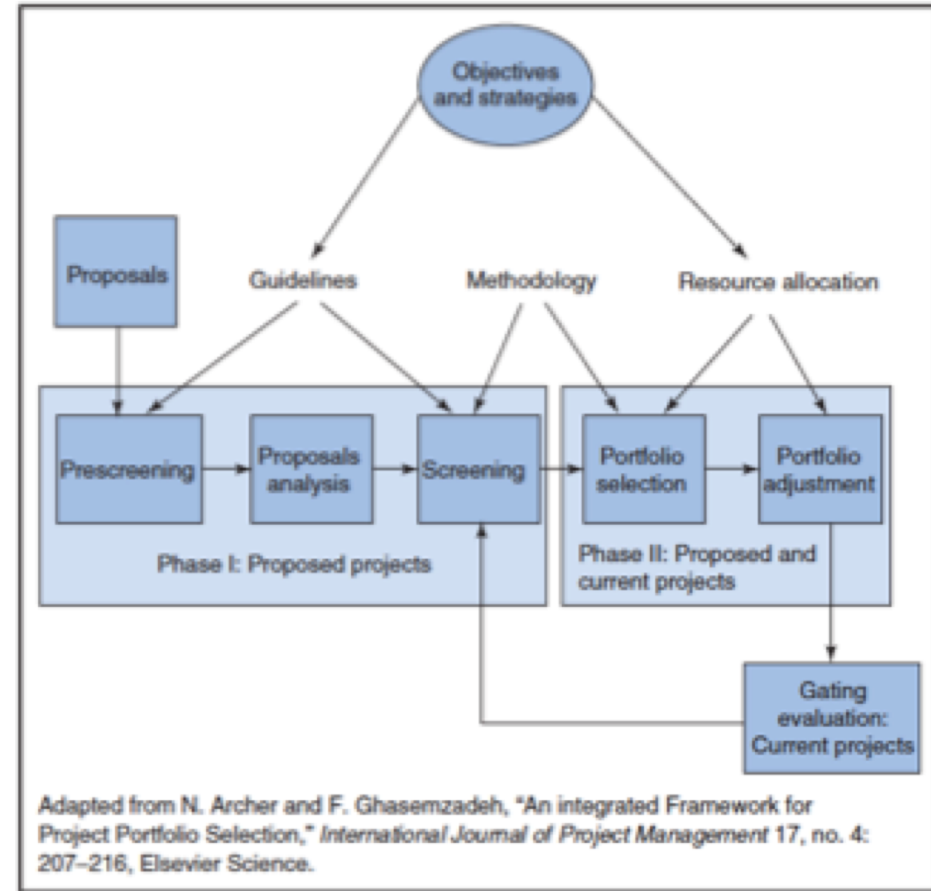 Objectives
and strategies
Proposals
Guidelines
Methodology
Resource allocation
Prescreening
Proposals
analysis
Screening
Portfolio
selection
Portfolio
adjustment
Phase I: Proposed projects
Phase II: Proposed and
current projects
Gating
evaluation:
Current projects
Adapted from N. Archer and F. Ghasemzadeh, "An integrated Framework for
Project Portfolio Selection," International Journal of Project Management 17, no. 4:
207–216, Elsevier Science.